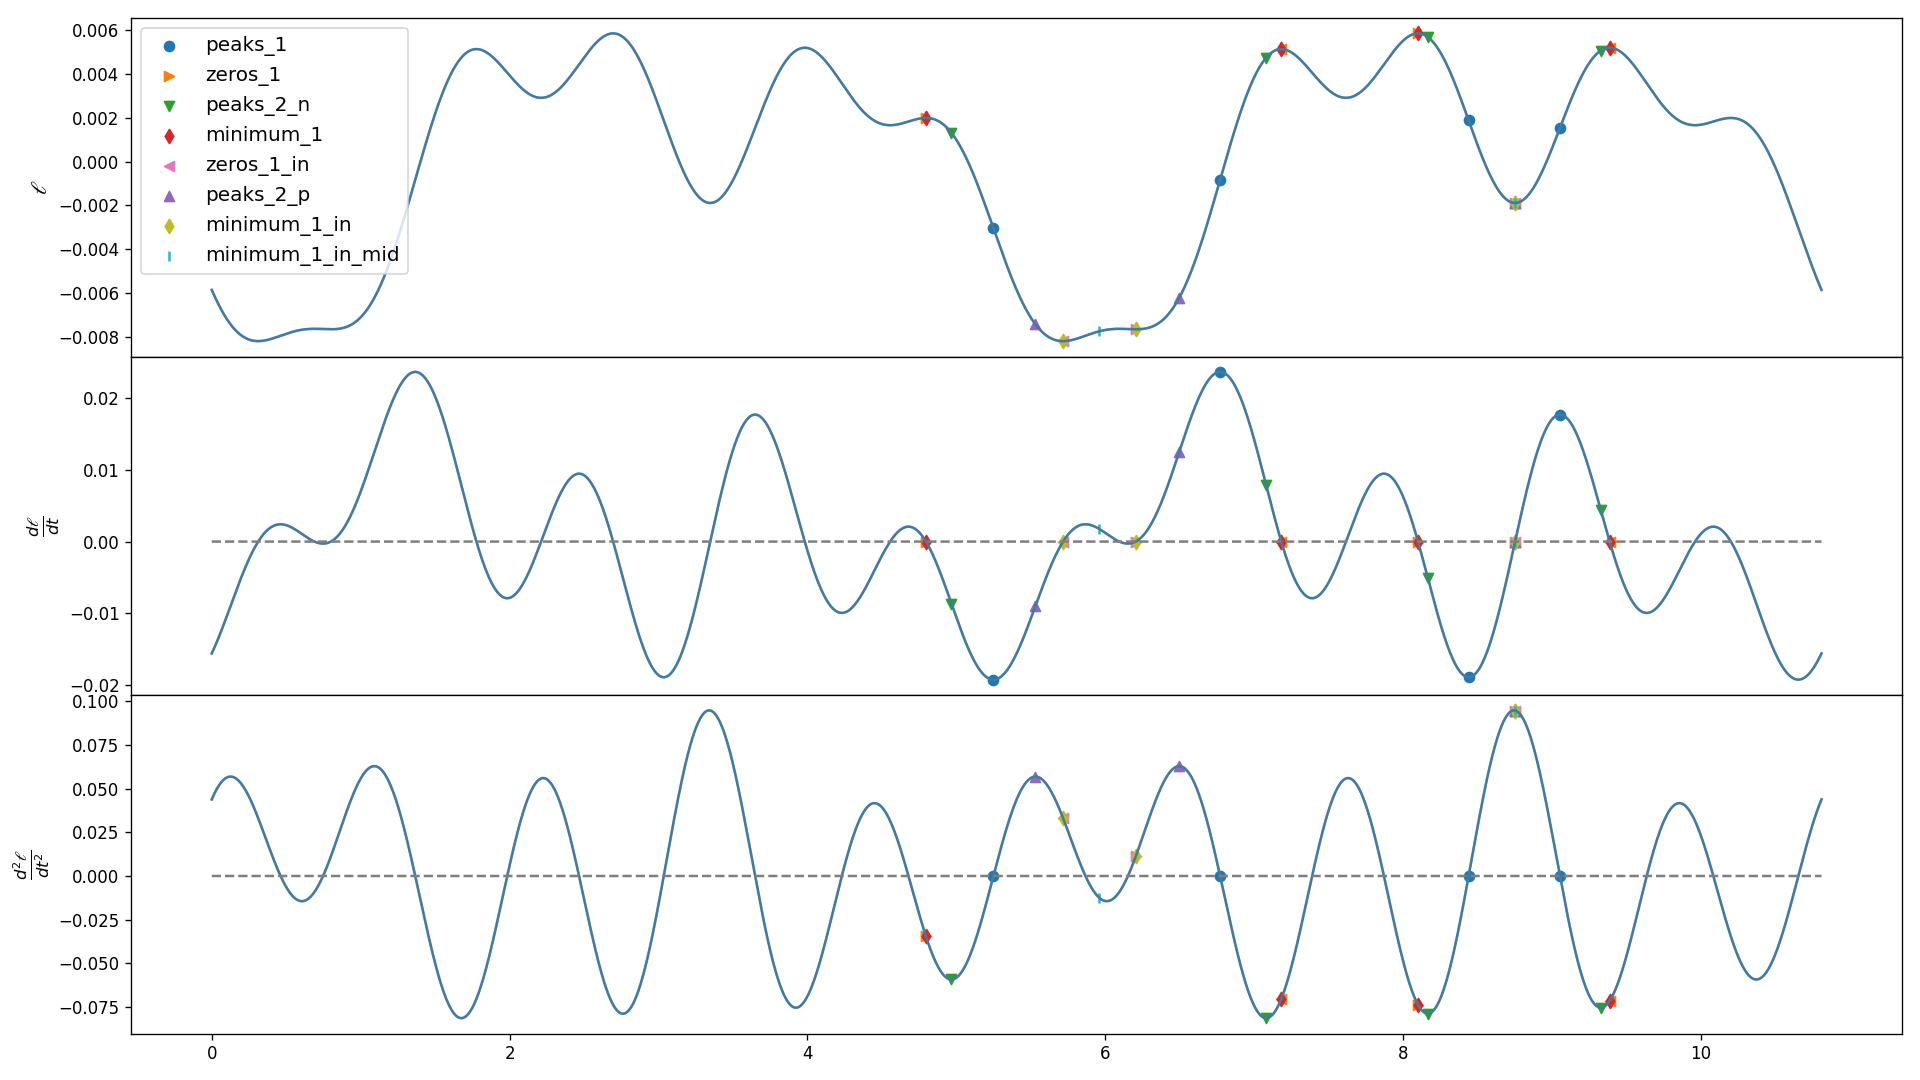 0.006
0.004
0.002
0.000
−0.002
−0.004
−0.006
−0.008
ℓ
peaks_1
zeros_1
peaks_2_n
minimum_1
zeros_1_in
peaks_2_p
minimum_1_in
minimum_1_in_mid
0.02
0.01
0.00
−0.01
−0.02
dℓ
dt
0.100
0.075
0.050
0.025
0.000
−0.025
−0.050
−0.075
d²ℓ
dt²
0 2 4 6 8 10